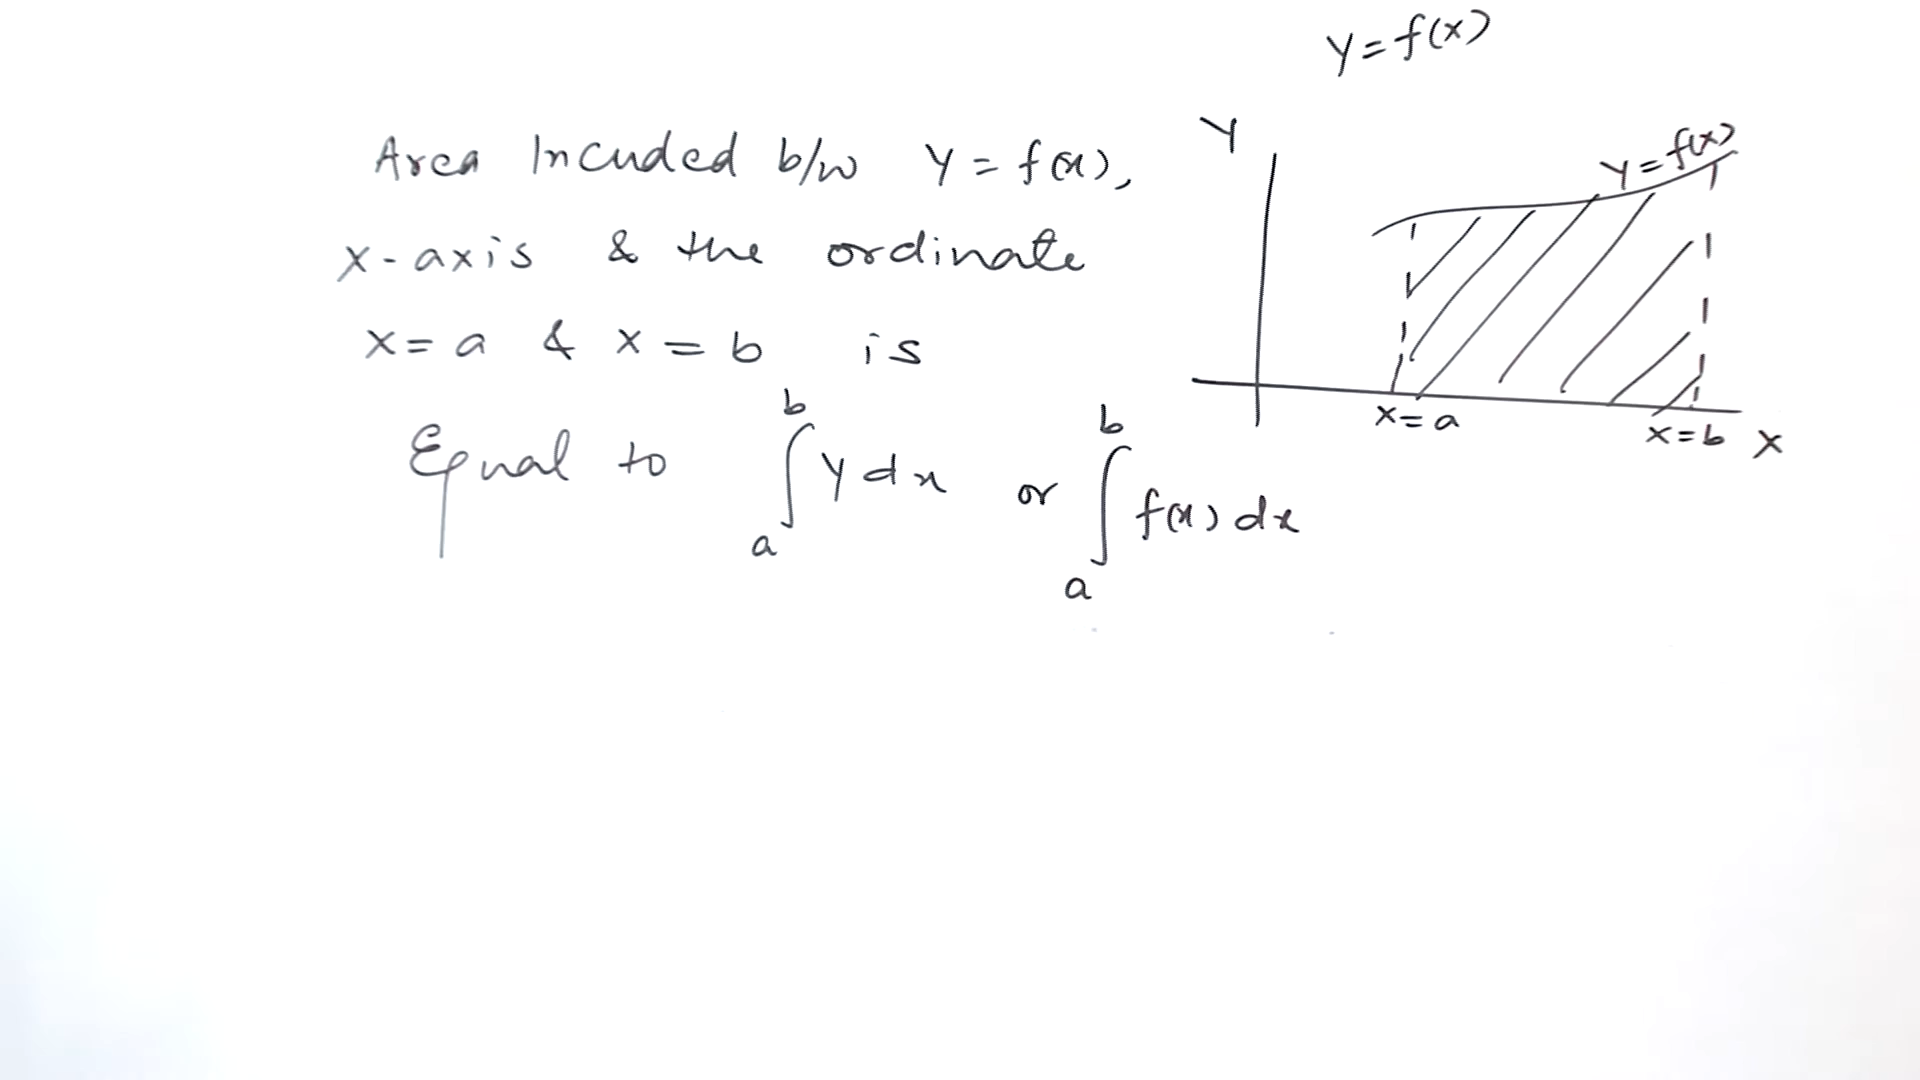 y = f(x)
Area Incuded b/w y = f(x),
x-axis & the ordinate
x = a & x = b is
Equal to ∫_a^b y dx or ∫_a^b f(x) dx
Y
y = f(x)
x = a
x = b X